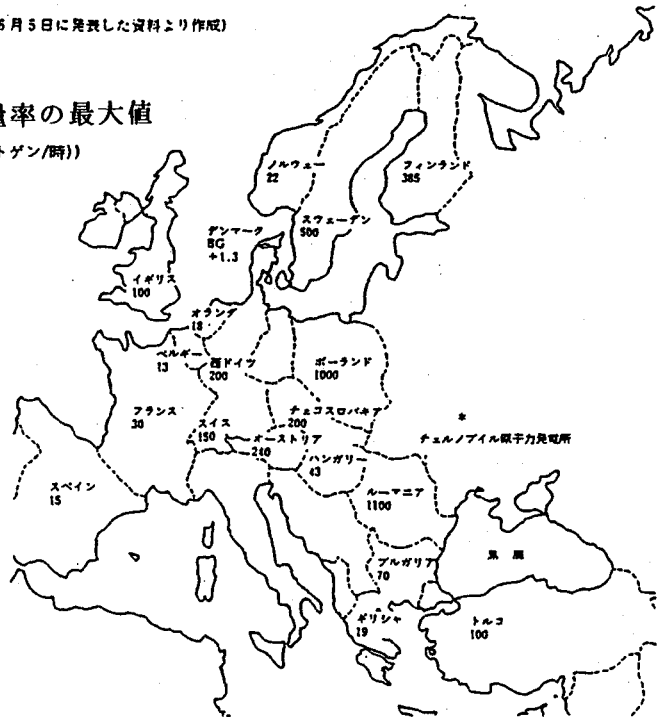 月5日に発表した資料より作成)
率の最大値
トゲン/時))
ノルウェー
22
フィンランド
385
スウェーデン
500
デンマーク
BG
+1.3
イギリス
100
オランダ
18
ベルギー
13
西ドイツ
200
ポーランド
1000
フランス
30
スイス
150
チェコスロバキア
200
オーストリア
240
ハンガリー
43
*
チェルノブイル原子力発電所
スペイン
15
ルーマニア
1100
ブルガリア
70
黒海
ギリシャ
19
トルコ
100